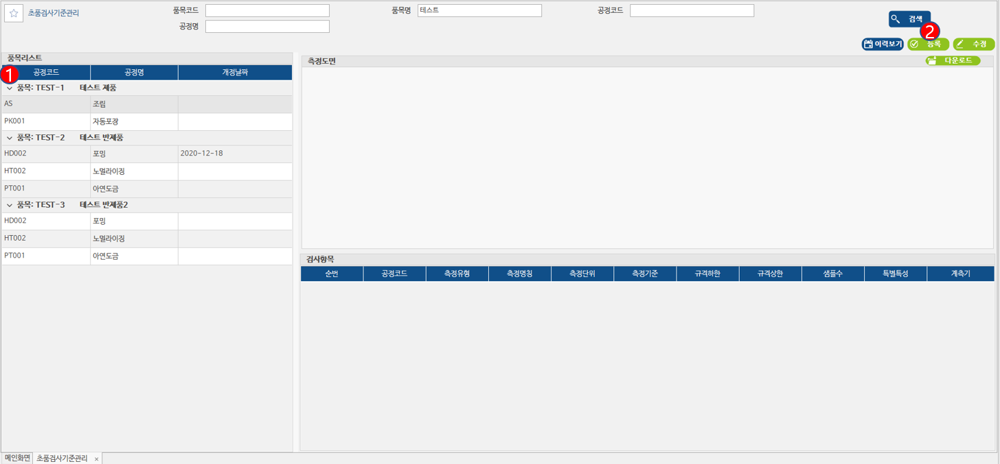 초품검사기준관리
품목코드
품목명 테스트
공정코드
공정명
검색
2
이력보기 등록 수정
품목리스트
1
공정코드 공정명 개정날짜
품목: TEST-1 테스트 제품
AS 조립
PK001 자동포장
품목: TEST-2 테스트 반제품
HD002 포밍 2020-12-18
HT002 노멀라이징
PT001 아연도금
품목: TEST-3 테스트 반제품2
HD002 포밍
HT002 노멀라이징
PT001 아연도금
측정도면 다운로드
검사항목
순번 공정코드 측정유형 측정명칭 측정단위 측정기준 규격하한 규격상한 샘플수 특별특성 계측기
메인화면 초품검사기준관리 ×